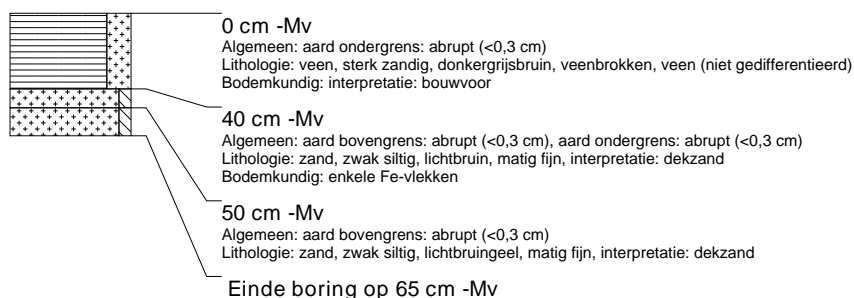 0 cm -Mv
Algemeen: aard ondergrens: abrupt (<0,3 cm)
Lithologie: veen, sterk zandig, donkergrijsbruin, veenbrokken, veen (niet gedifferentieerd)
Bodemkundig: interpretatie: bouwvoor
40 cm -Mv
Algemeen: aard bovengrens: abrupt (<0,3 cm), aard ondergrens: abrupt (<0,3 cm)
Lithologie: zand, zwak siltig, lichtbruin, matig fijn, interpretatie: dekzand
Bodemkundig: enkele Fe-vlekken
50 cm -Mv
Algemeen: aard bovengrens: abrupt (<0,3 cm)
Lithologie: zand, zwak siltig, lichtbruingeel, matig fijn, interpretatie: dekzand
Einde boring op 65 cm -Mv